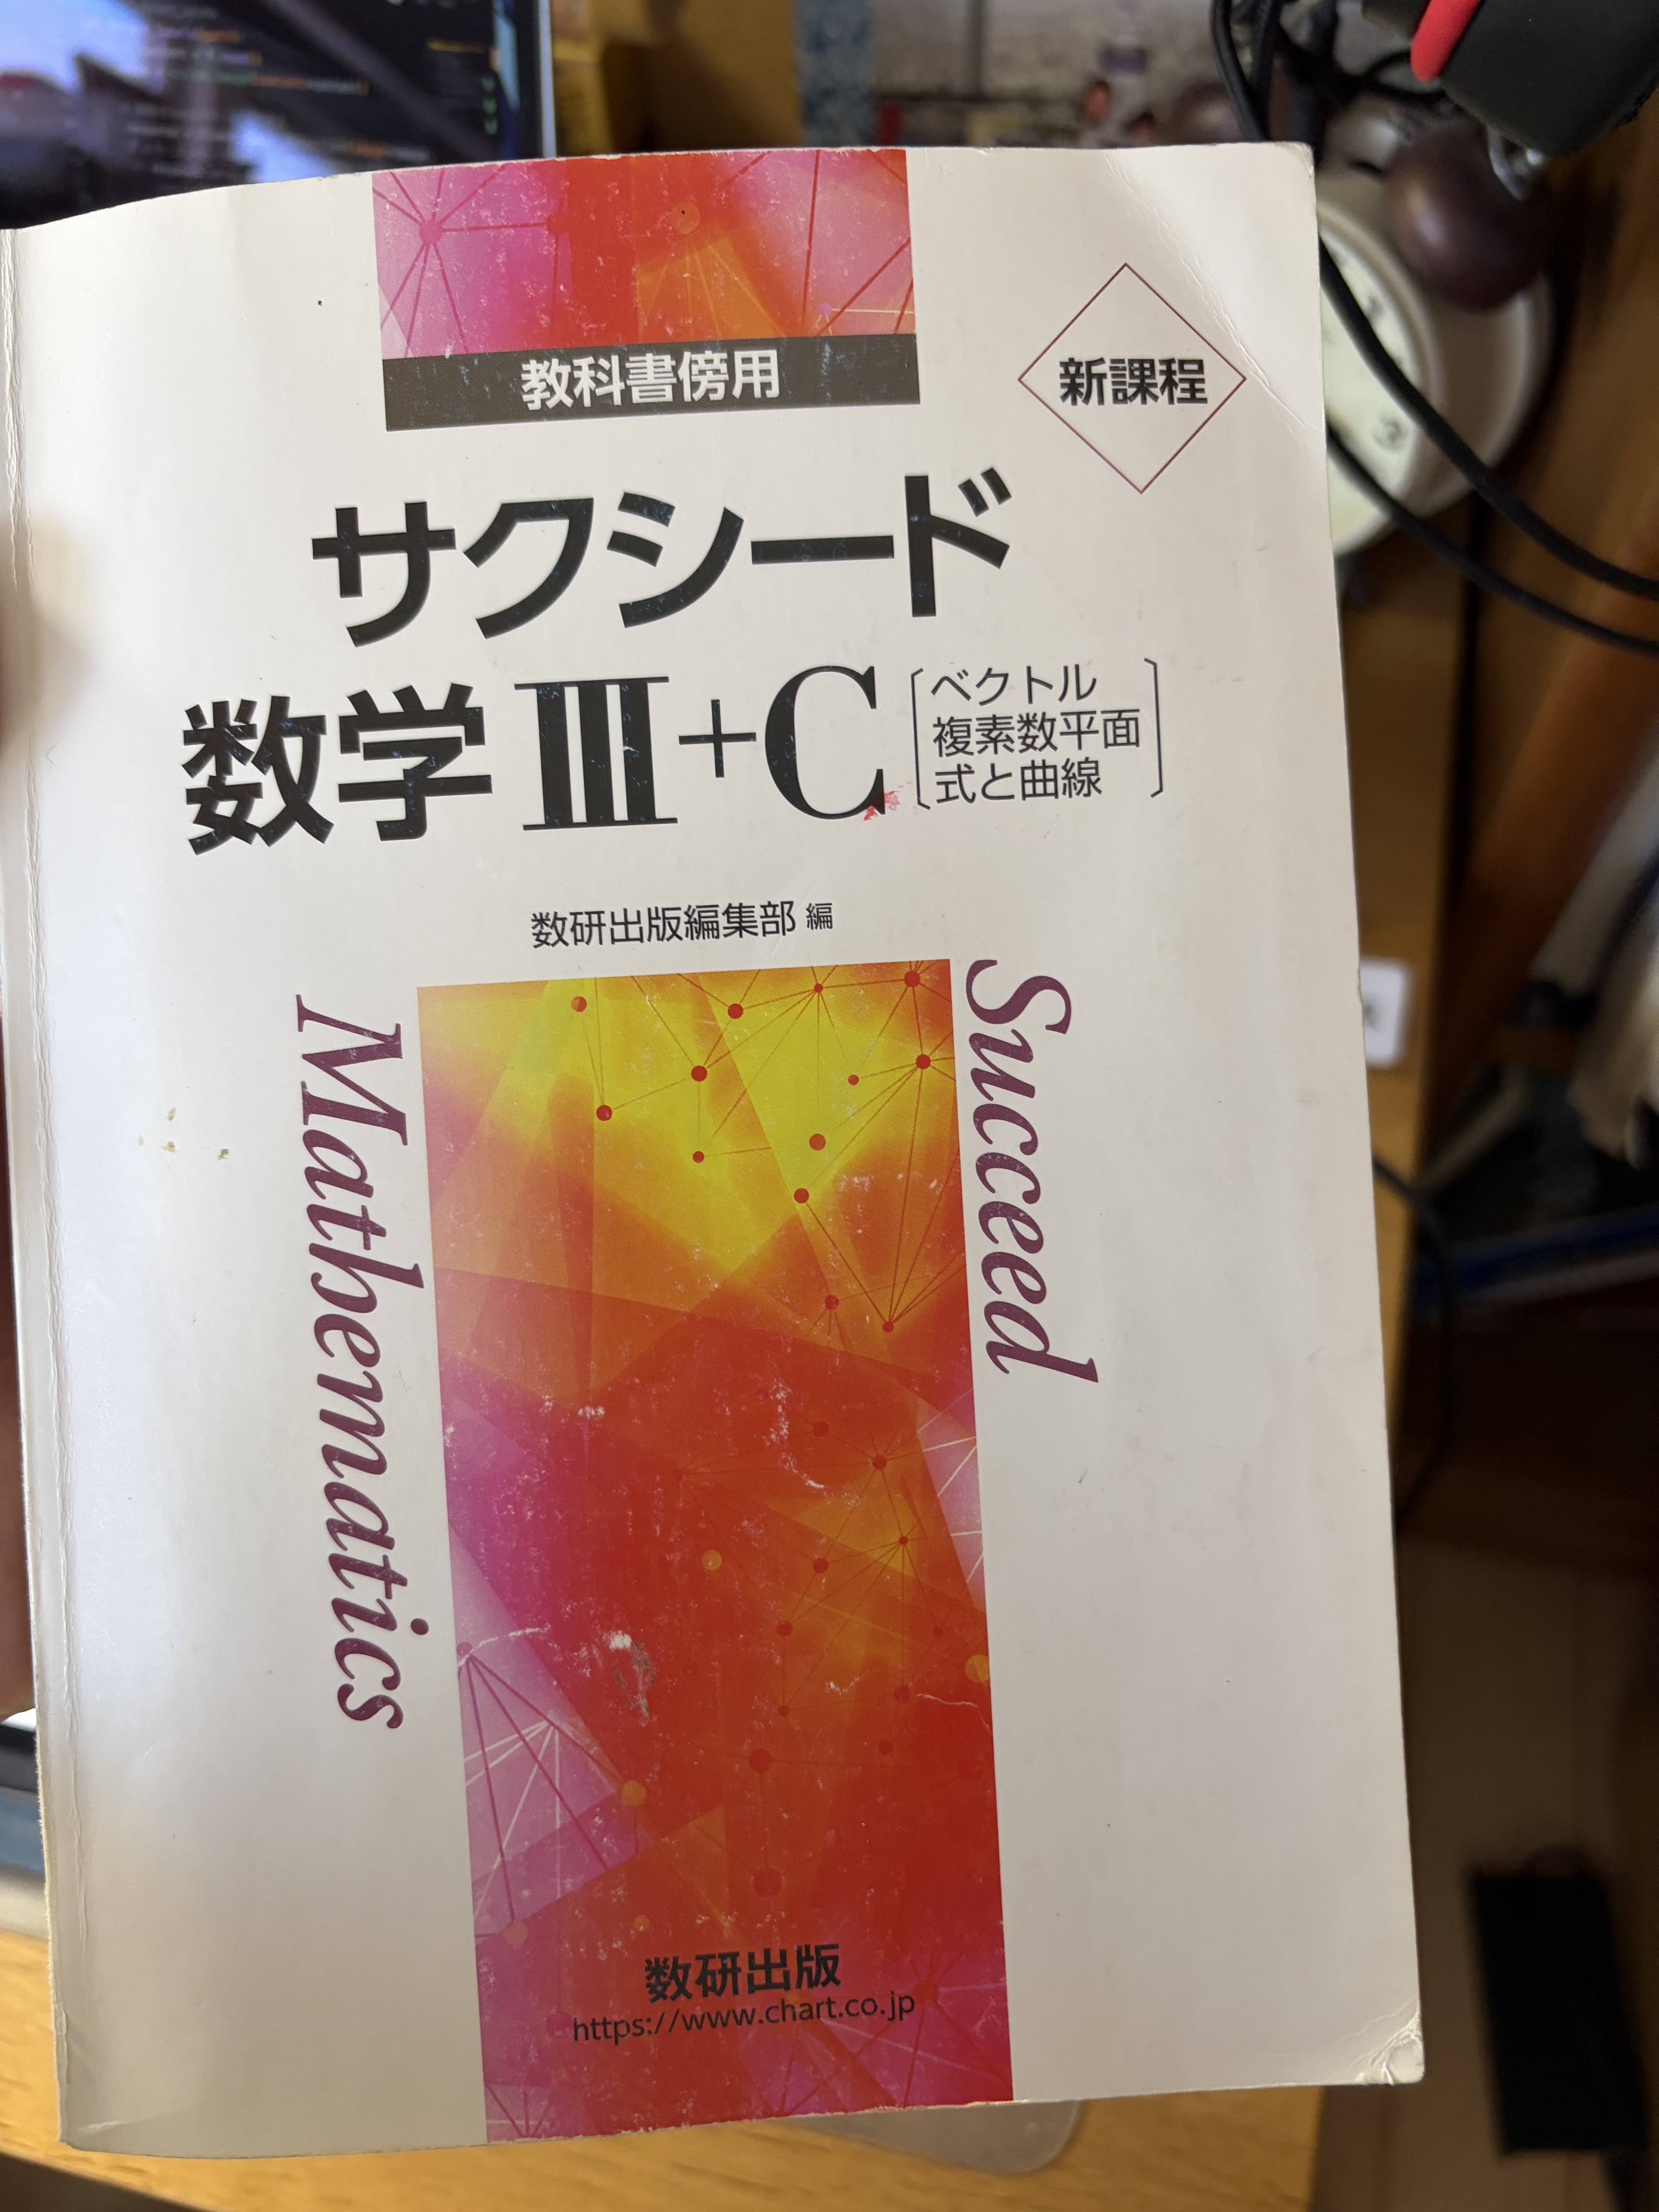 教科書傍用
新課程
サクシード
数学Ⅲ+C
ベクトル
複素数平面
式と曲線
数研出版編集部 編
Succeed
Mathematics
数研出版
https://www.chart.co.jp